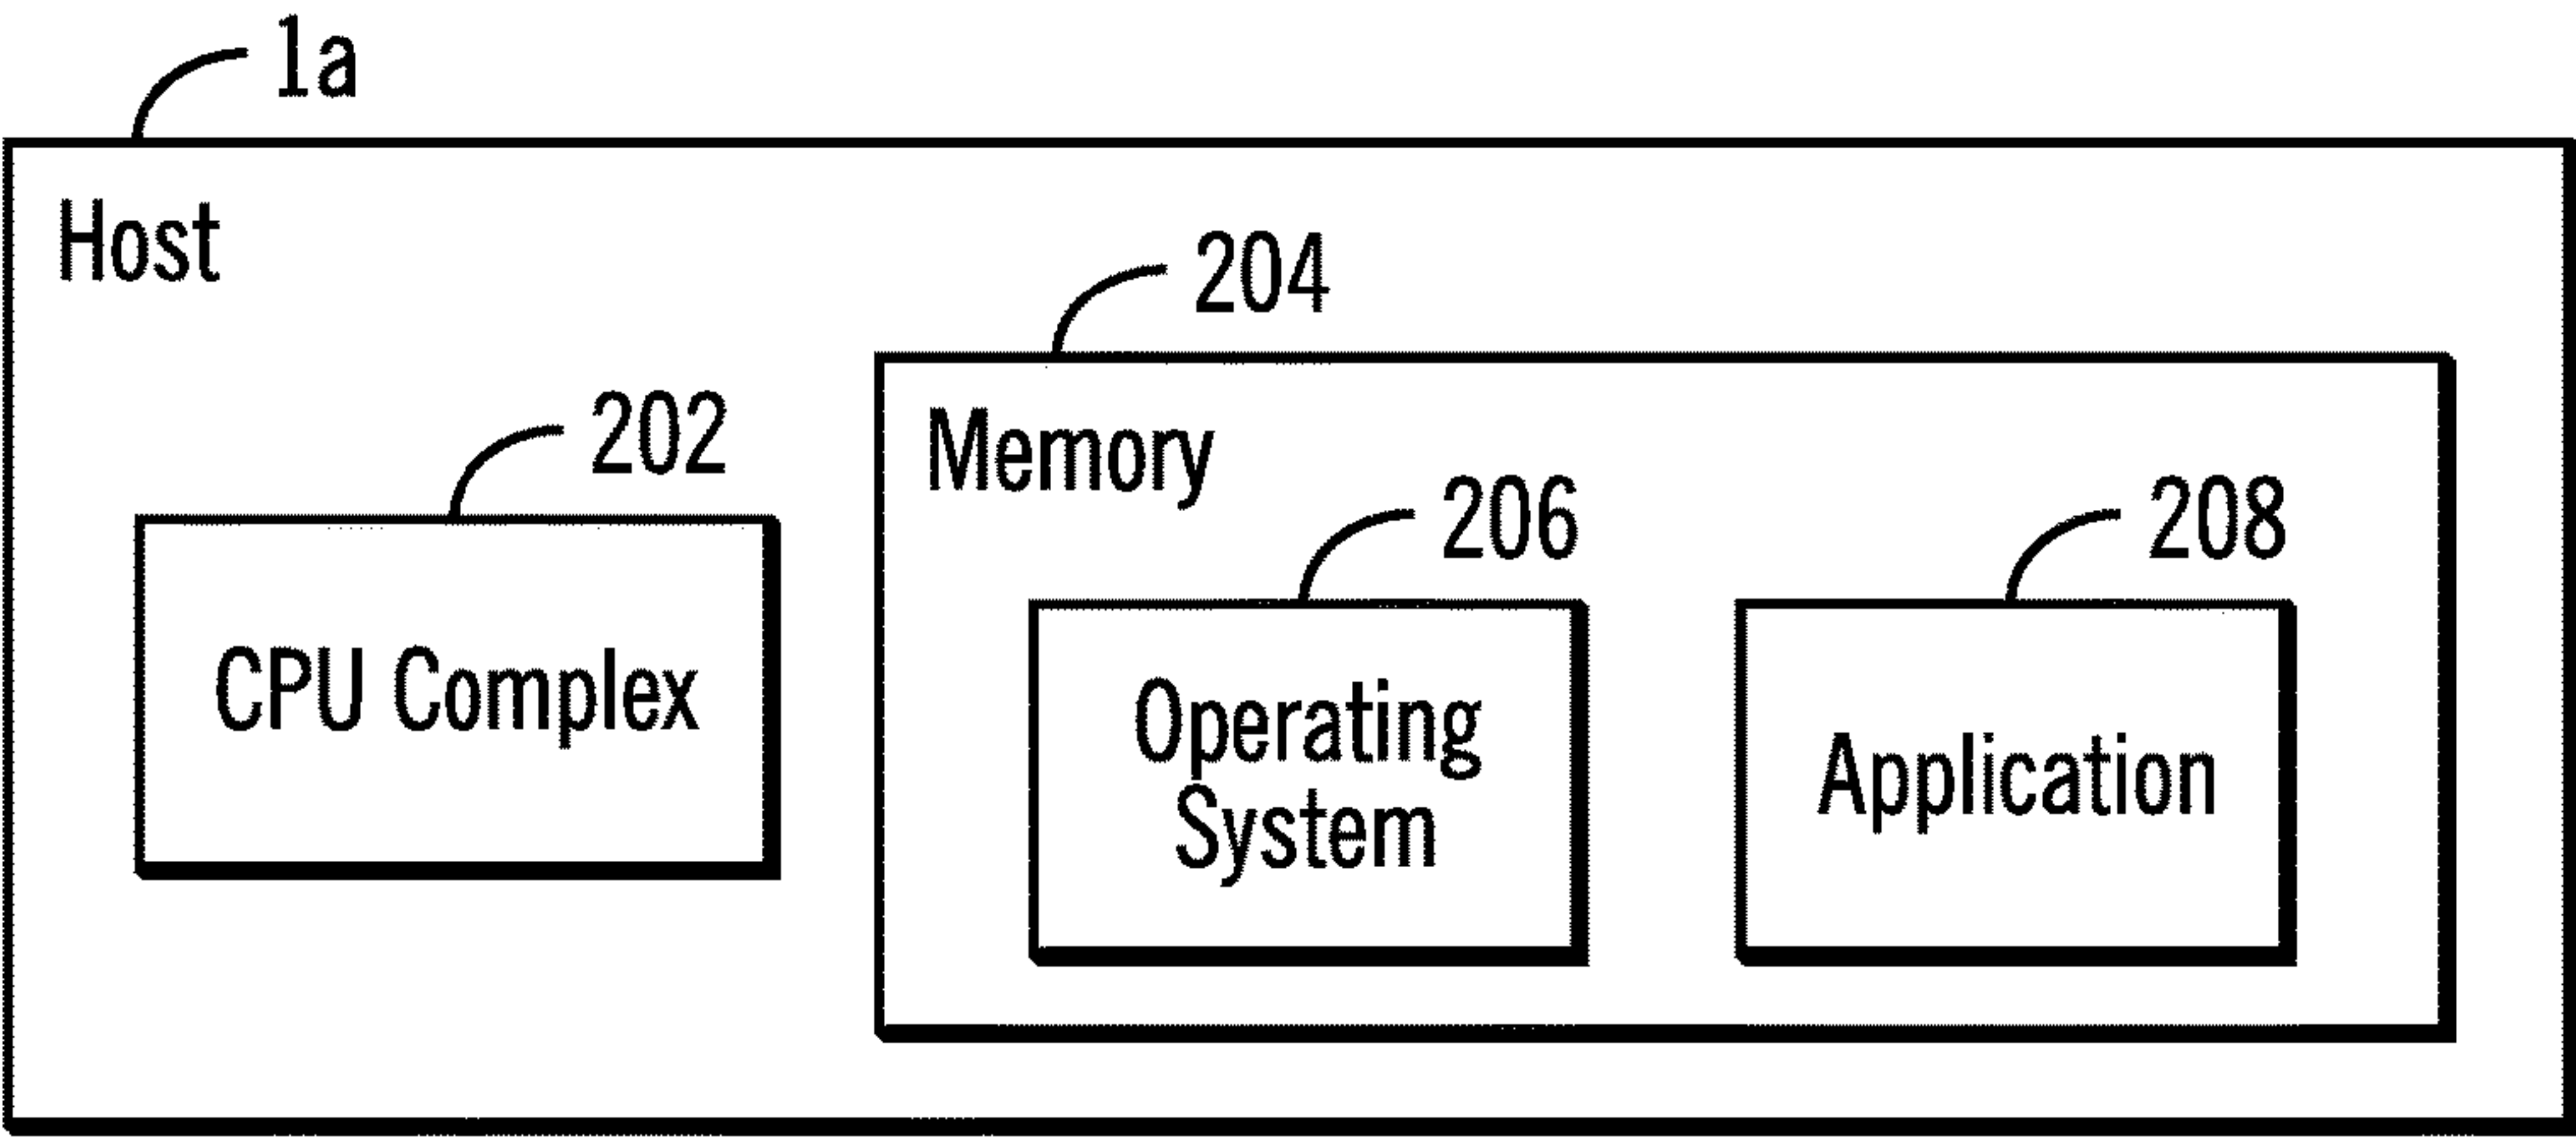 1a
Host
204
202
Memory
206
208
CPU Complex
Operating
System
Application